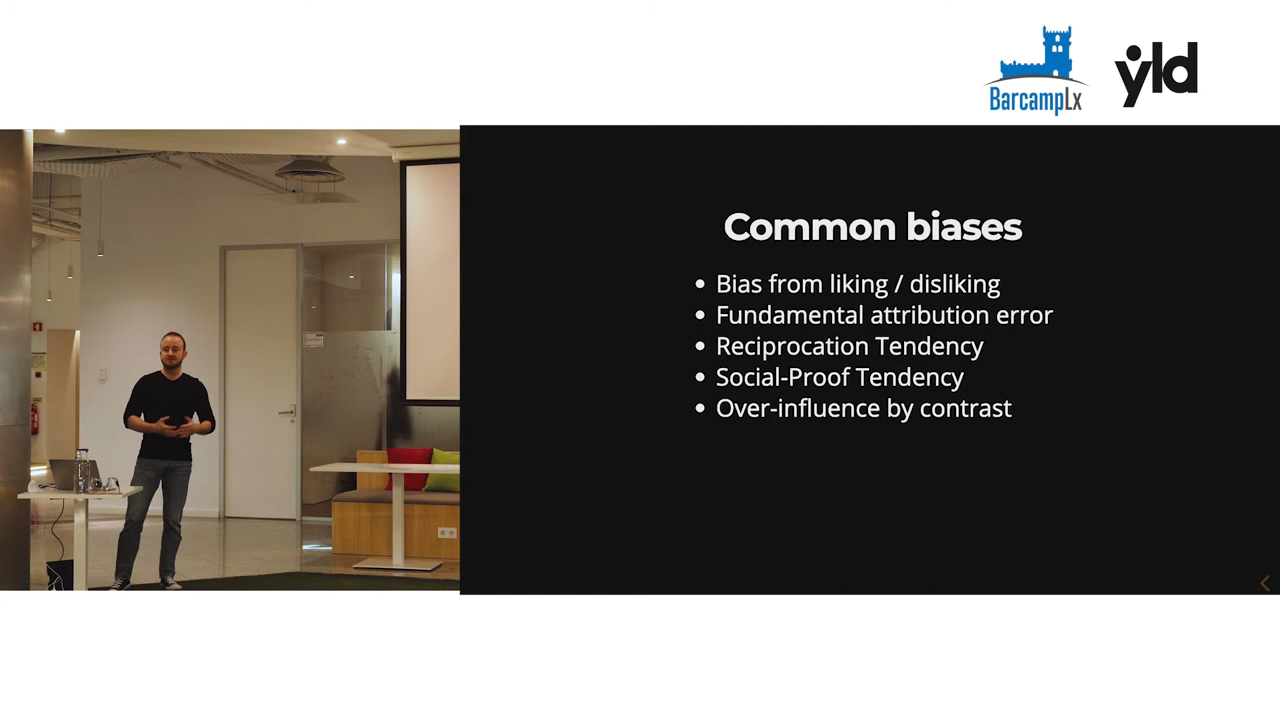 BarcampLx
yld
Common biases
Bias from liking / disliking
Fundamental attribution error
Reciprocation Tendency
Social-Proof Tendency
Over-influence by contrast